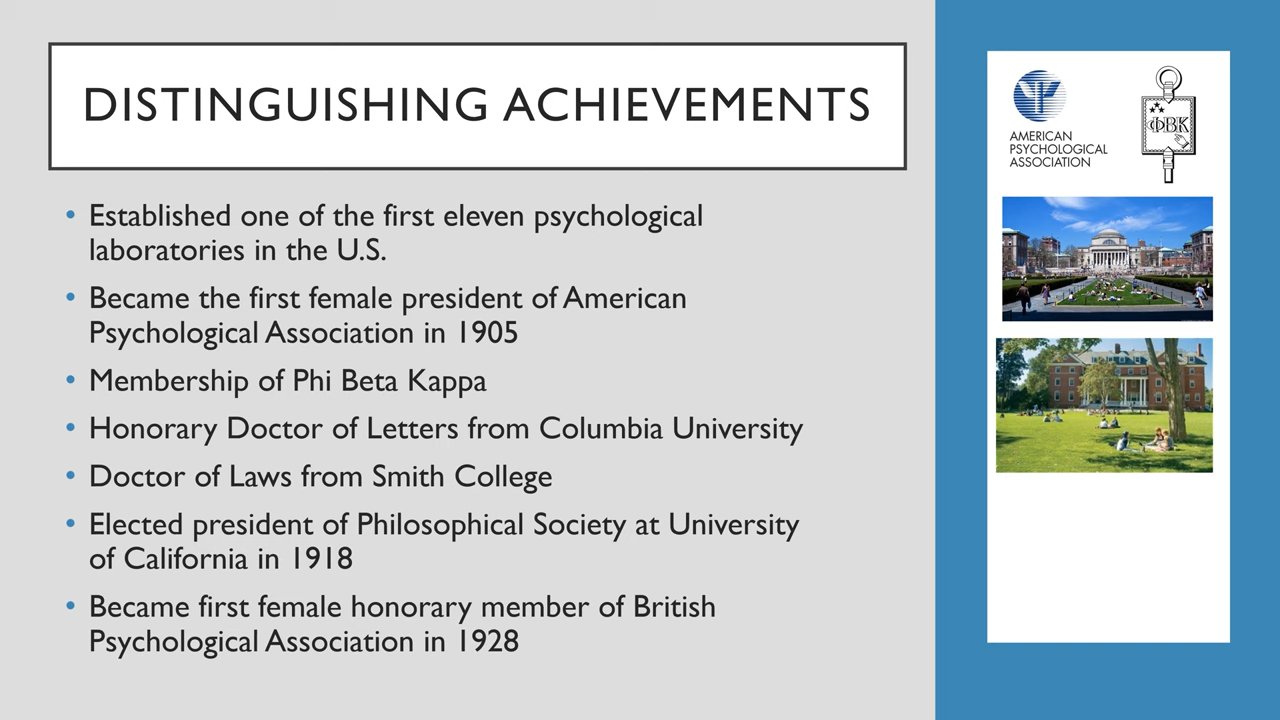 DISTINGUISHING ACHIEVEMENTS
• Established one of the first eleven psychological
laboratories in the U.S.
• Became the first female president of American
Psychological Association in 1905
• Membership of Phi Beta Kappa
• Honorary Doctor of Letters from Columbia University
• Doctor of Laws from Smith College
• Elected president of Philosophical Society at University
of California in 1918
• Became first female honorary member of British
Psychological Association in 1928
AMERICAN
PSYCHOLOGICAL
ASSOCIATION
ΦΒΚ